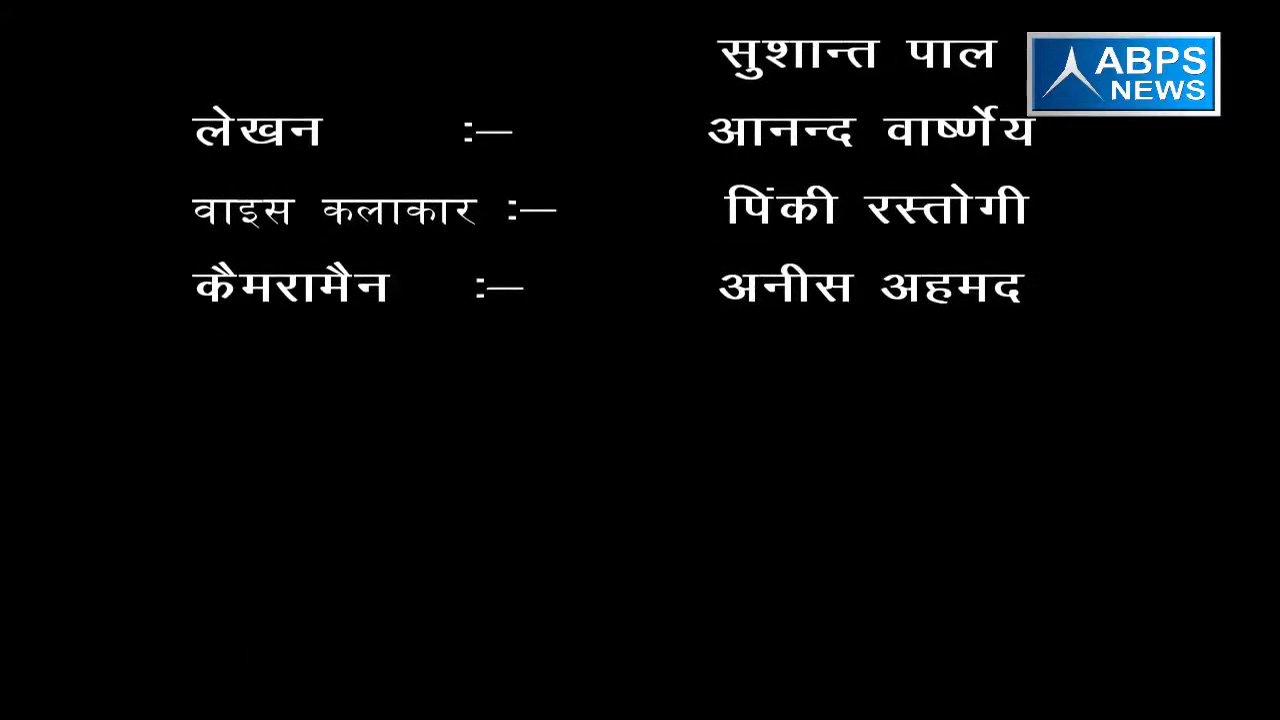 सुशान्त पाल
ABPS
NEWS
लेखन :— आनन्द वार्ष्णेय
वाइस कलाकार :— पिंकी रस्तोगी
कैमरामैन :— अनीस अहमद